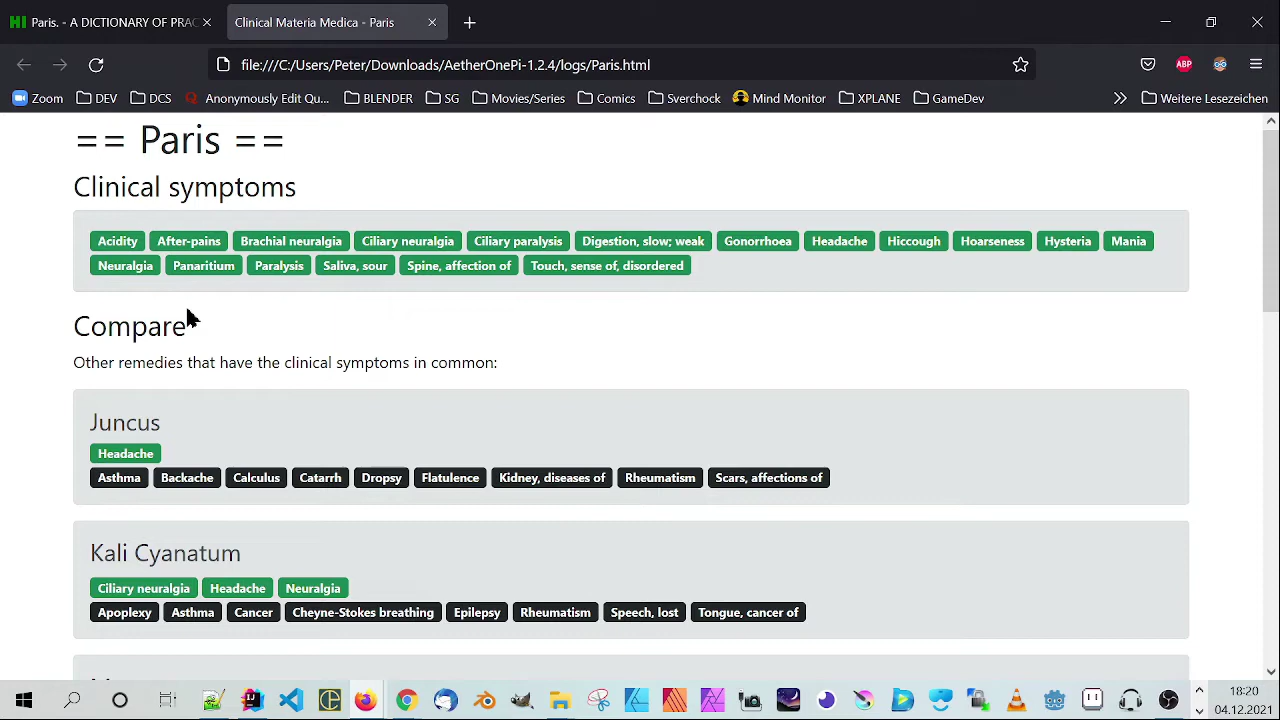 Paris. - A DICTIONARY OF PRAC
Clinical Materia Medica - Paris
file:///C:/Users/Peter/Downloads/AetherOnePi-1.2.4/logs/Paris.html
ABP
Zoom DEV DCS Anonymously Edit Qu... BLENDER SG Movies/Series Comics Sverchock Mind Monitor XPLANE GameDev Weitere Lesezeichen
== Paris ==
Clinical symptoms
Acidity After-pains Brachial neuralgia Ciliary neuralgia Ciliary paralysis Digestion, slow; weak Gonorrhoea Headache Hiccough Hoarseness Hysteria Mania
Neuralgia Panaritium Paralysis Saliva, sour Spine, affection of Touch, sense of, disordered
Compare
Other remedies that have the clinical symptoms in common:
Juncus
Headache
Asthma Backache Calculus Catarrh Dropsy Flatulence Kidney, diseases of Rheumatism Scars, affections of
Kali Cyanatum
Ciliary neuralgia Headache Neuralgia
Apoplexy Asthma Cancer Cheyne-Stokes breathing Epilepsy Rheumatism Speech, lost Tongue, cancer of
18:20
04.12.2021